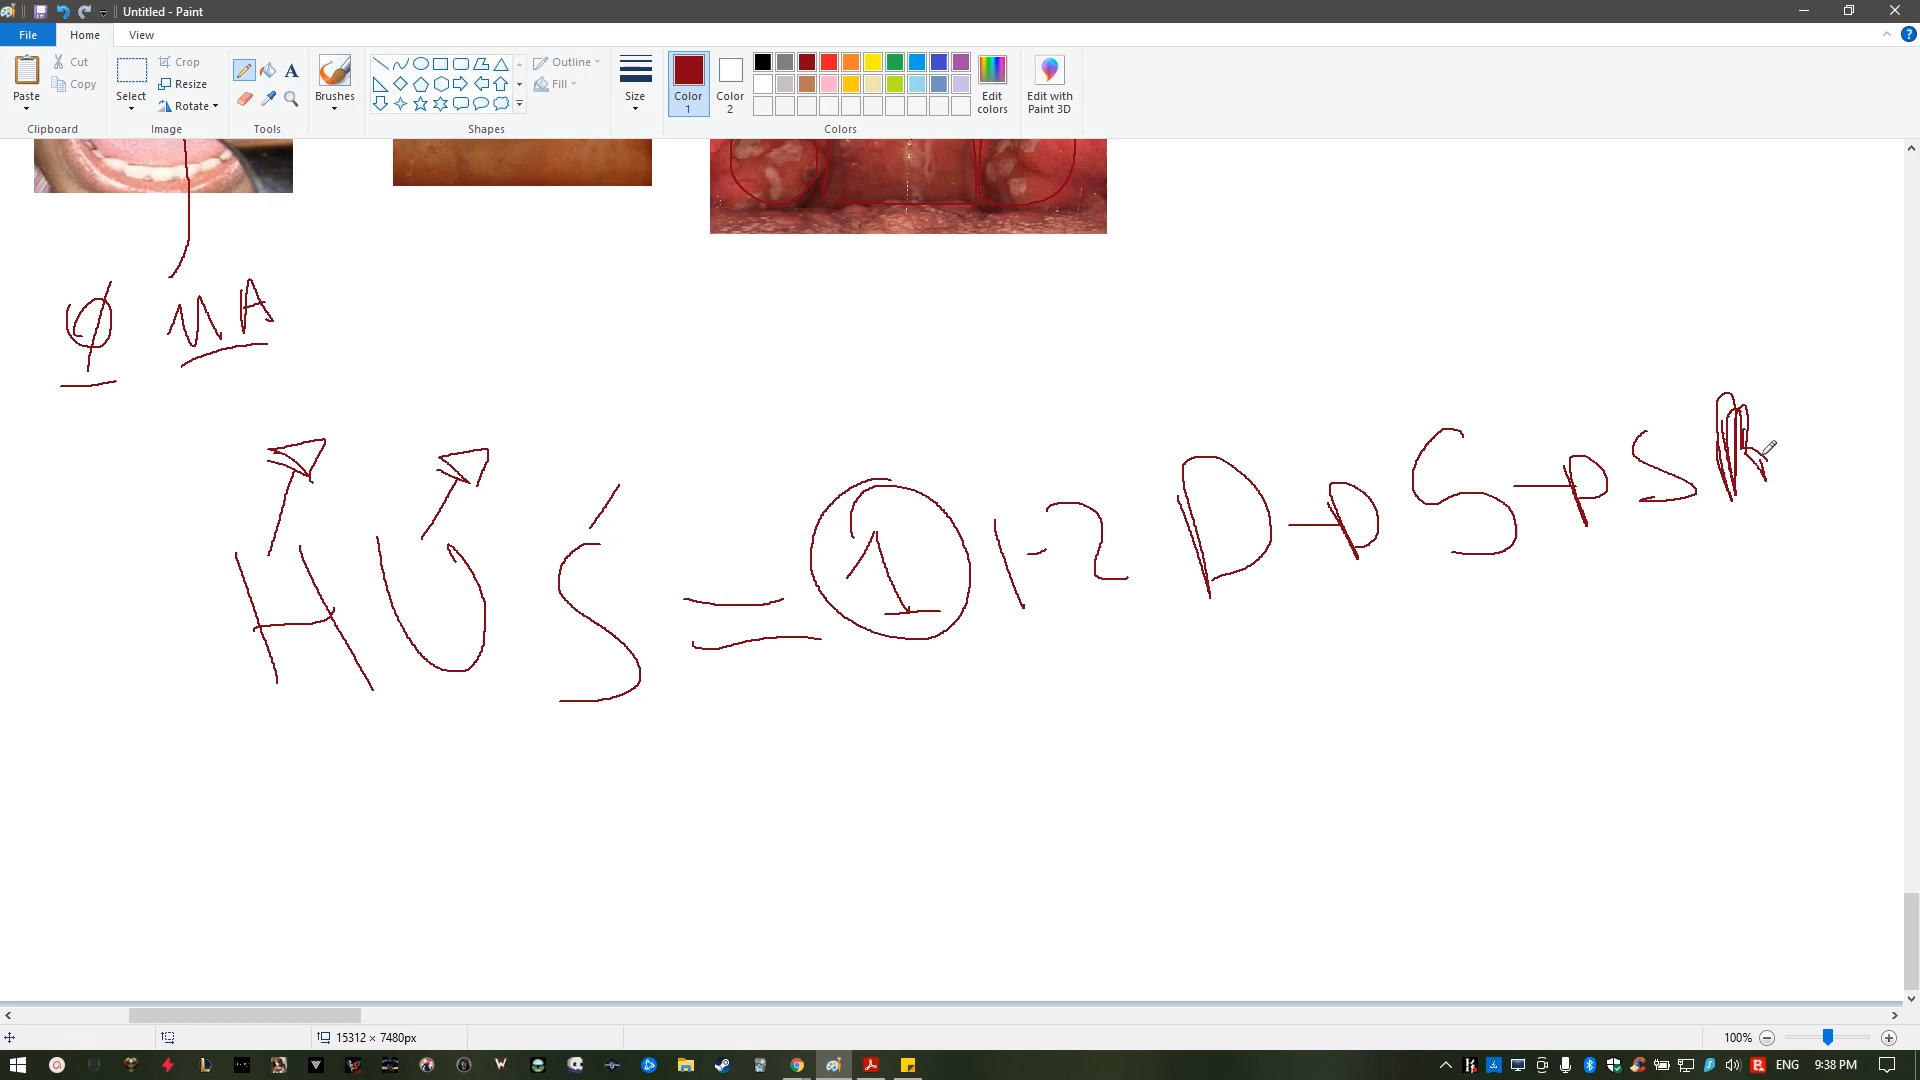 Untitled - Paint
File Home View
Paste Cut Copy Select Crop Resize Rotate Brushes Outline Fill Size Color 1 Color 2 Edit colors Edit with Paint 3D
Clipboard Image Tools Shapes Colors
Φ MA
HUS = 1 1-2 D-D S-D S
15312 × 7480px 100%
ENG 9:38 PM